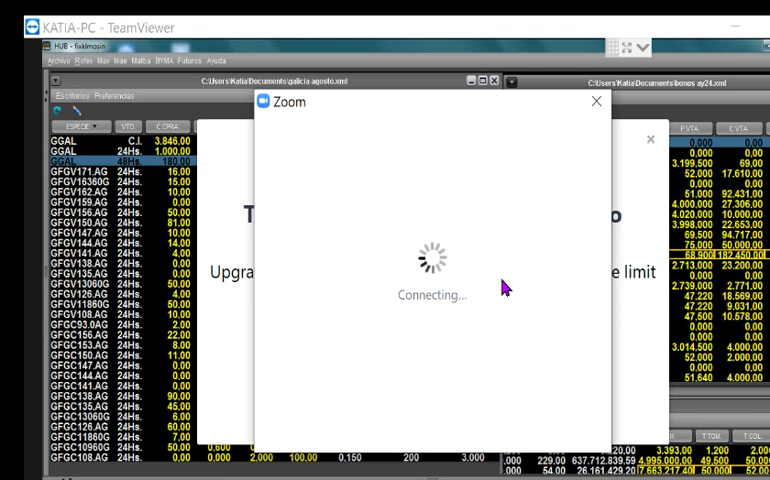 KATIA-PC - TeamViewer
HUB - fixklmosin
Archivo Rofex Mav Mae Matba BYMA Futuros Ayuda
C:\Users\Katia\Documents\galicia agosto.xml
C:\Users\Katia\Documents\bonos ay24.xml
Escritorios Preferencias
ESPECIE VTO C.CPRA.
GGAL C.I. 3.846,00
GGAL 24Hs. 1.000,00
GGAL 48Hs. 180,00
GFGV171.AG 24Hs. 16,00
GFGV16360G 24Hs. 15,00
GFGV162.AG 24Hs. 10,00
GFGV159.AG 24Hs. 0,00
GFGV156.AG 24Hs. 50,00
GFGV150.AG 24Hs. 81,00
GFGV147.AG 24Hs. 10,00
GFGV144.AG 24Hs. 14,00
GFGV141.AG 24Hs. 4,00
GFGV138.AG 24Hs. 0,00
GFGV135.AG 24Hs. 0,00
GFGV13060G 24Hs. 50,00
GFGV126.AG 24Hs. 4,00
GFGV11860G 24Hs. 50,00
GFGV108.AG 24Hs. 10,00
GFGC93.0AG 24Hs. 2,00
GFGC156.AG 24Hs. 22,00
GFGC153.AG 24Hs. 8,00
GFGC150.AG 24Hs. 11,00
GFGC147.AG 24Hs. 0,00
GFGC144.AG 24Hs. 0,00
GFGC141.AG 24Hs. 0,00
GFGC138.AG 24Hs. 90,00
GFGC135.AG 24Hs. 45,00
GFGC13060G 24Hs. 6,00
GFGC126.AG 24Hs. 60,00
GFGC11860G 24Hs. 7,00
GFGC10960G 24Hs. 50,00 0,600
GFGC108.AG 24Hs. 0,00 0,000 2,000 100,00 0,150 200 3.000
Zoom
Connecting...
T
o
Upgra
e limit
P.VTA. C.VTA.
0,000 0,00
0,000 0,00
3.199,500 69,00
52,000 17.610,00
0,000 0,00
51,000 92.431,00
4.000,000 27.306,00
4.020,000 10.000,00
3.998,000 22.653,00
69,500 94.717,00
75,000 50.000,00
68,900 182.450,00
2.713,000 23.200,00
0,000 0,00
2.739,000 2.771,00
47,220 18.569,00
47,220 9.031,00
47,500 10.578,00
0,000 0,00
0,000 0,00
3.014,500 4.000,00
52,000 2.000,00
0,000 0,00
51,640 4.000,00
T.TOM. T.COL.
20,00 3.393,00 1,200 2,000
,000 229,00 637.712.839,59 4.995.000,00 49,500 50,000
,000 54,00 26.161.429,20 7.663.217,40 50,000 52,00